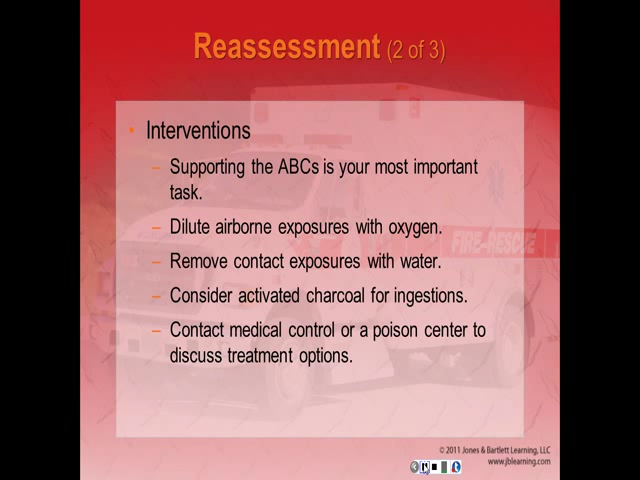 Reassessment (2 of 3)
• Interventions
– Supporting the ABCs is your most important
task.
– Dilute airborne exposures with oxygen.
– Remove contact exposures with water.
– Consider activated charcoal for ingestions.
– Contact medical control or a poison center to
discuss treatment options.
FIRE-RESCUE
© 2011 Jones & Bartlett Learning, LLC
www.jblearning.com